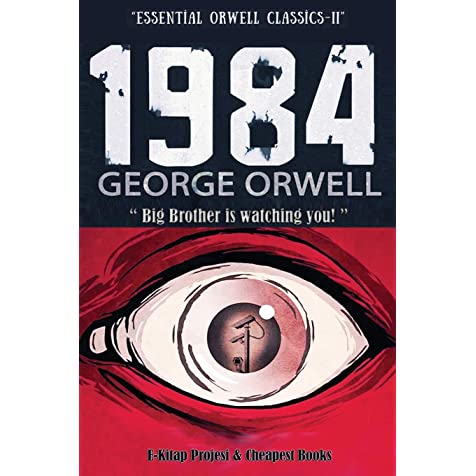 "ESSENTIAL ORWELL CLASSICS-II"
1984
GEORGE ORWELL
“ Big Brother is watching you! ”
E-Kitap Projesi & Cheapest Books